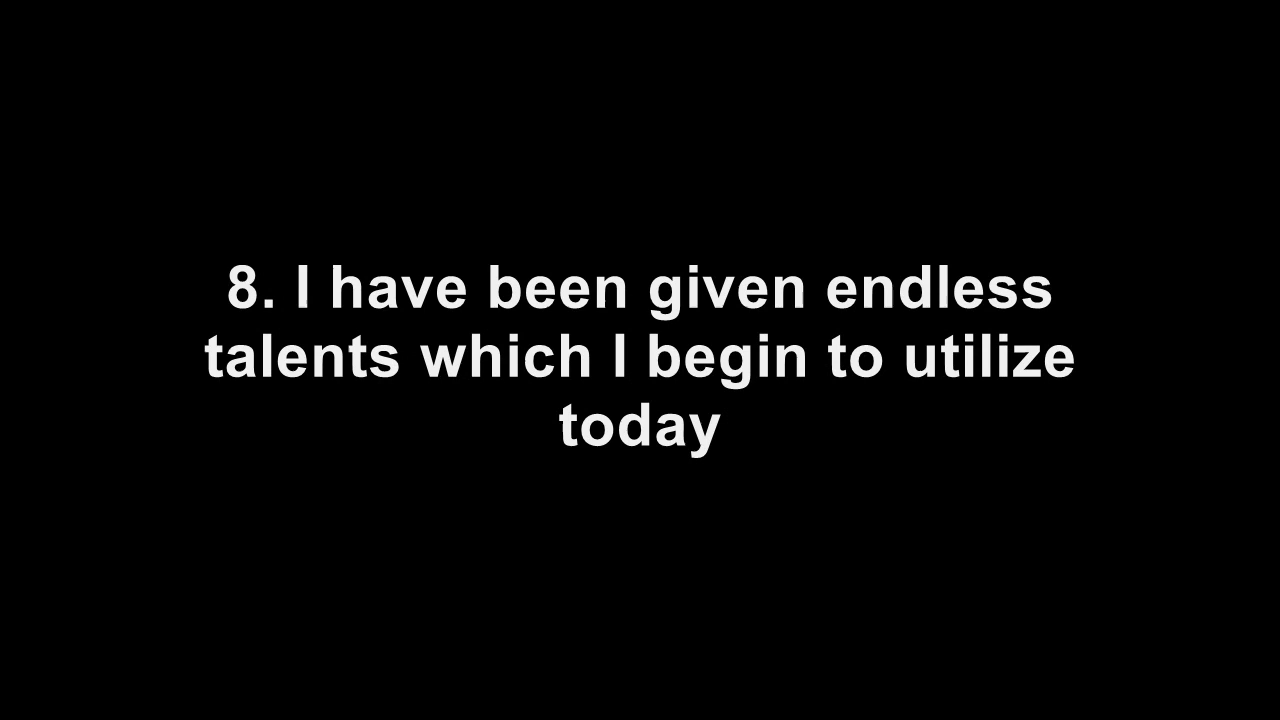 8. I have been given endless
talents which I begin to utilize
today